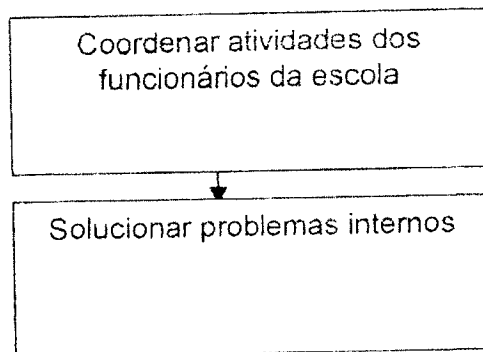 Coordenar atividades dos
funcionários da escola
Solucionar problemas internos